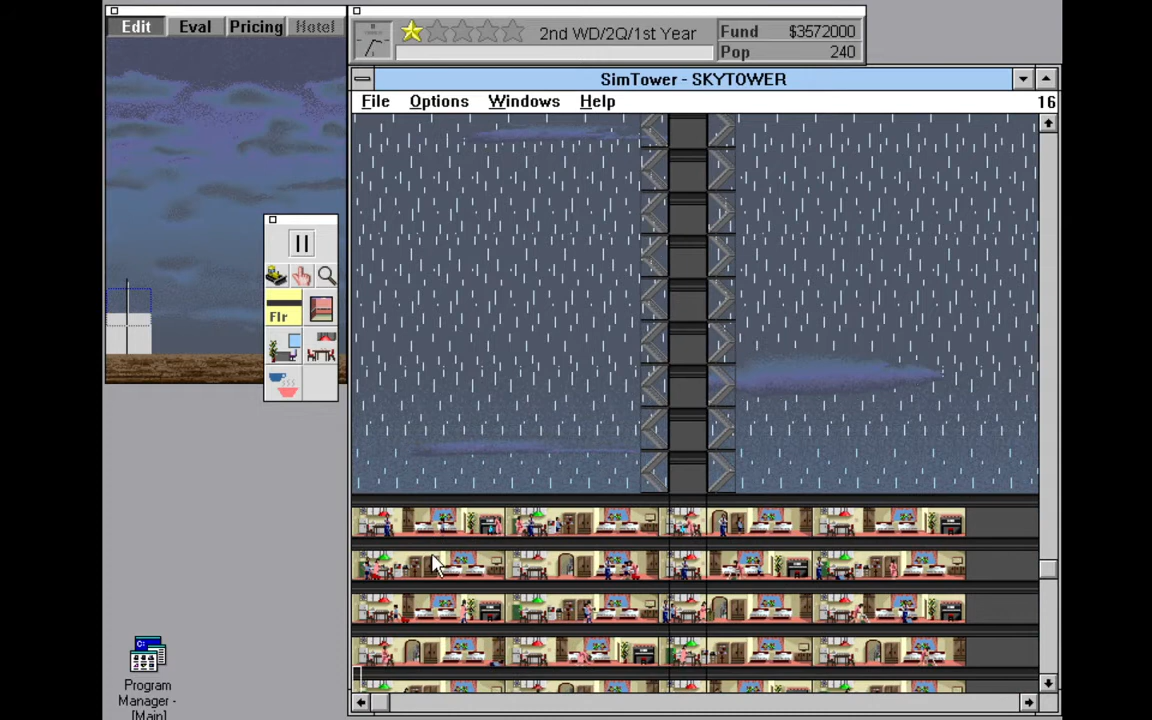 Edit Eval Pricing Hotel
2nd WD/2Q/1st Year
Fund $3572000
Pop 240
SimTower - SKYTOWER
File Options Windows Help 16
Flr
C:\
Program
Manager -
[Main]